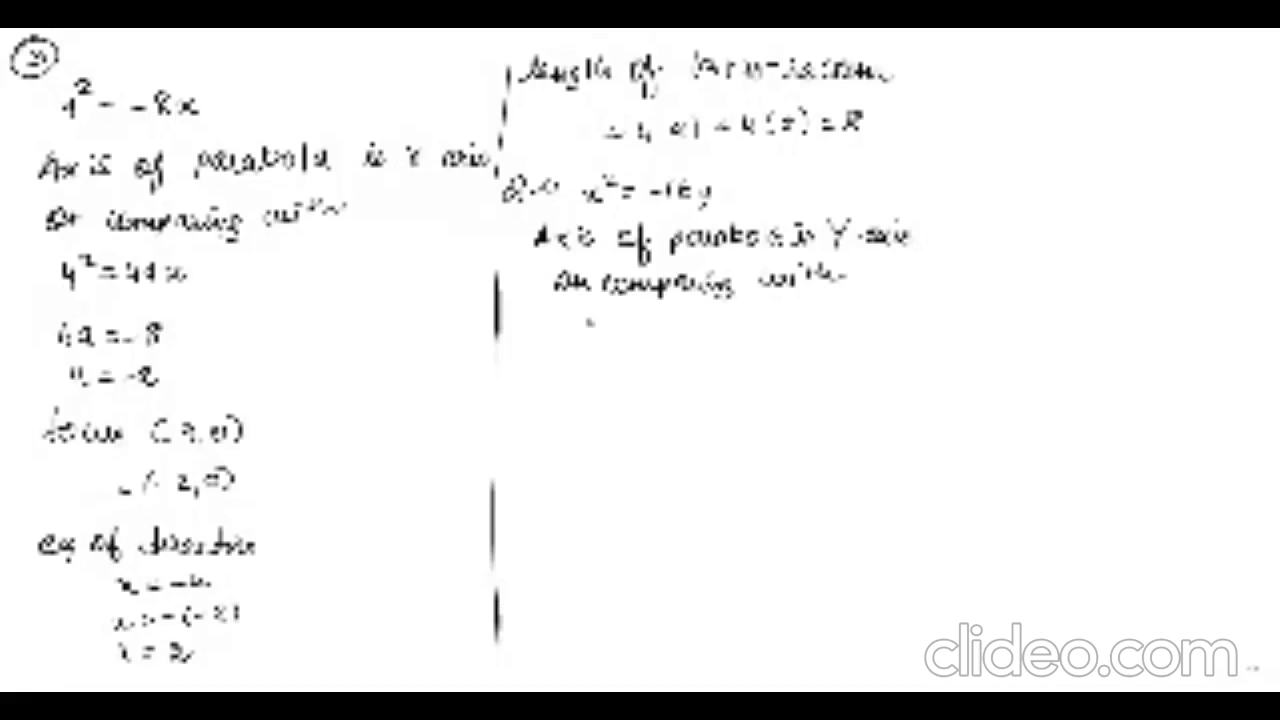 y² = -8x
Axis of parabola is X axis
On comparing with
y² = 4ax
4a = -8
a = -2
focus (a,0)
= (-2,0)
eq of directrix
x = -a
x = -(-2)
x = 2
length of latus-rectum
= 4(2) = 8
x² = -16y
Axis of parabola is Y-axis
On comparing with
clideo.com